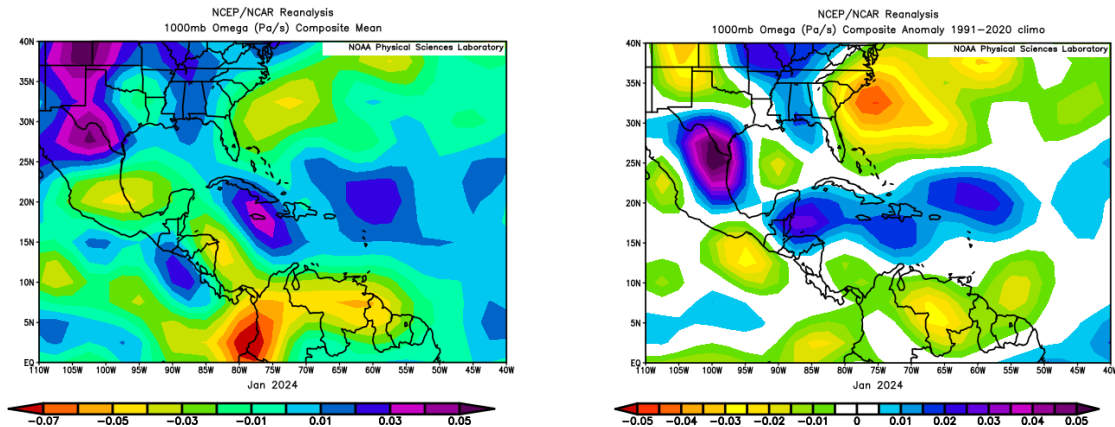 NCEP/NCAR Reanalysis
1000mb Omega (Pa/s) Composite Mean
NOAA Physical Sciences Laboratory
40N
35N
30N
25N
20N
15N
10N
5N
EQ
110W 105W 100W 95W 90W 85W 80W 75W 70W 65W 60W 55W 50W 45W 40W
Jan 2024
-0.07 -0.05 -0.03 -0.01 0.01 0.03 0.05
NCEP/NCAR Reanalysis
1000mb Omega (Pa/s) Composite Anomaly 1991-2020 climo
NOAA Physical Sciences Laboratory
40N
35N
30N
25N
20N
15N
10N
5N
EQ
110W 105W 100W 95W 90W 85W 80W 75W 70W 65W 60W 55W 50W 45W 40W
Jan 2024
-0.05 -0.04 -0.03 -0.02 -0.01 0 0.01 0.02 0.03 0.04 0.05